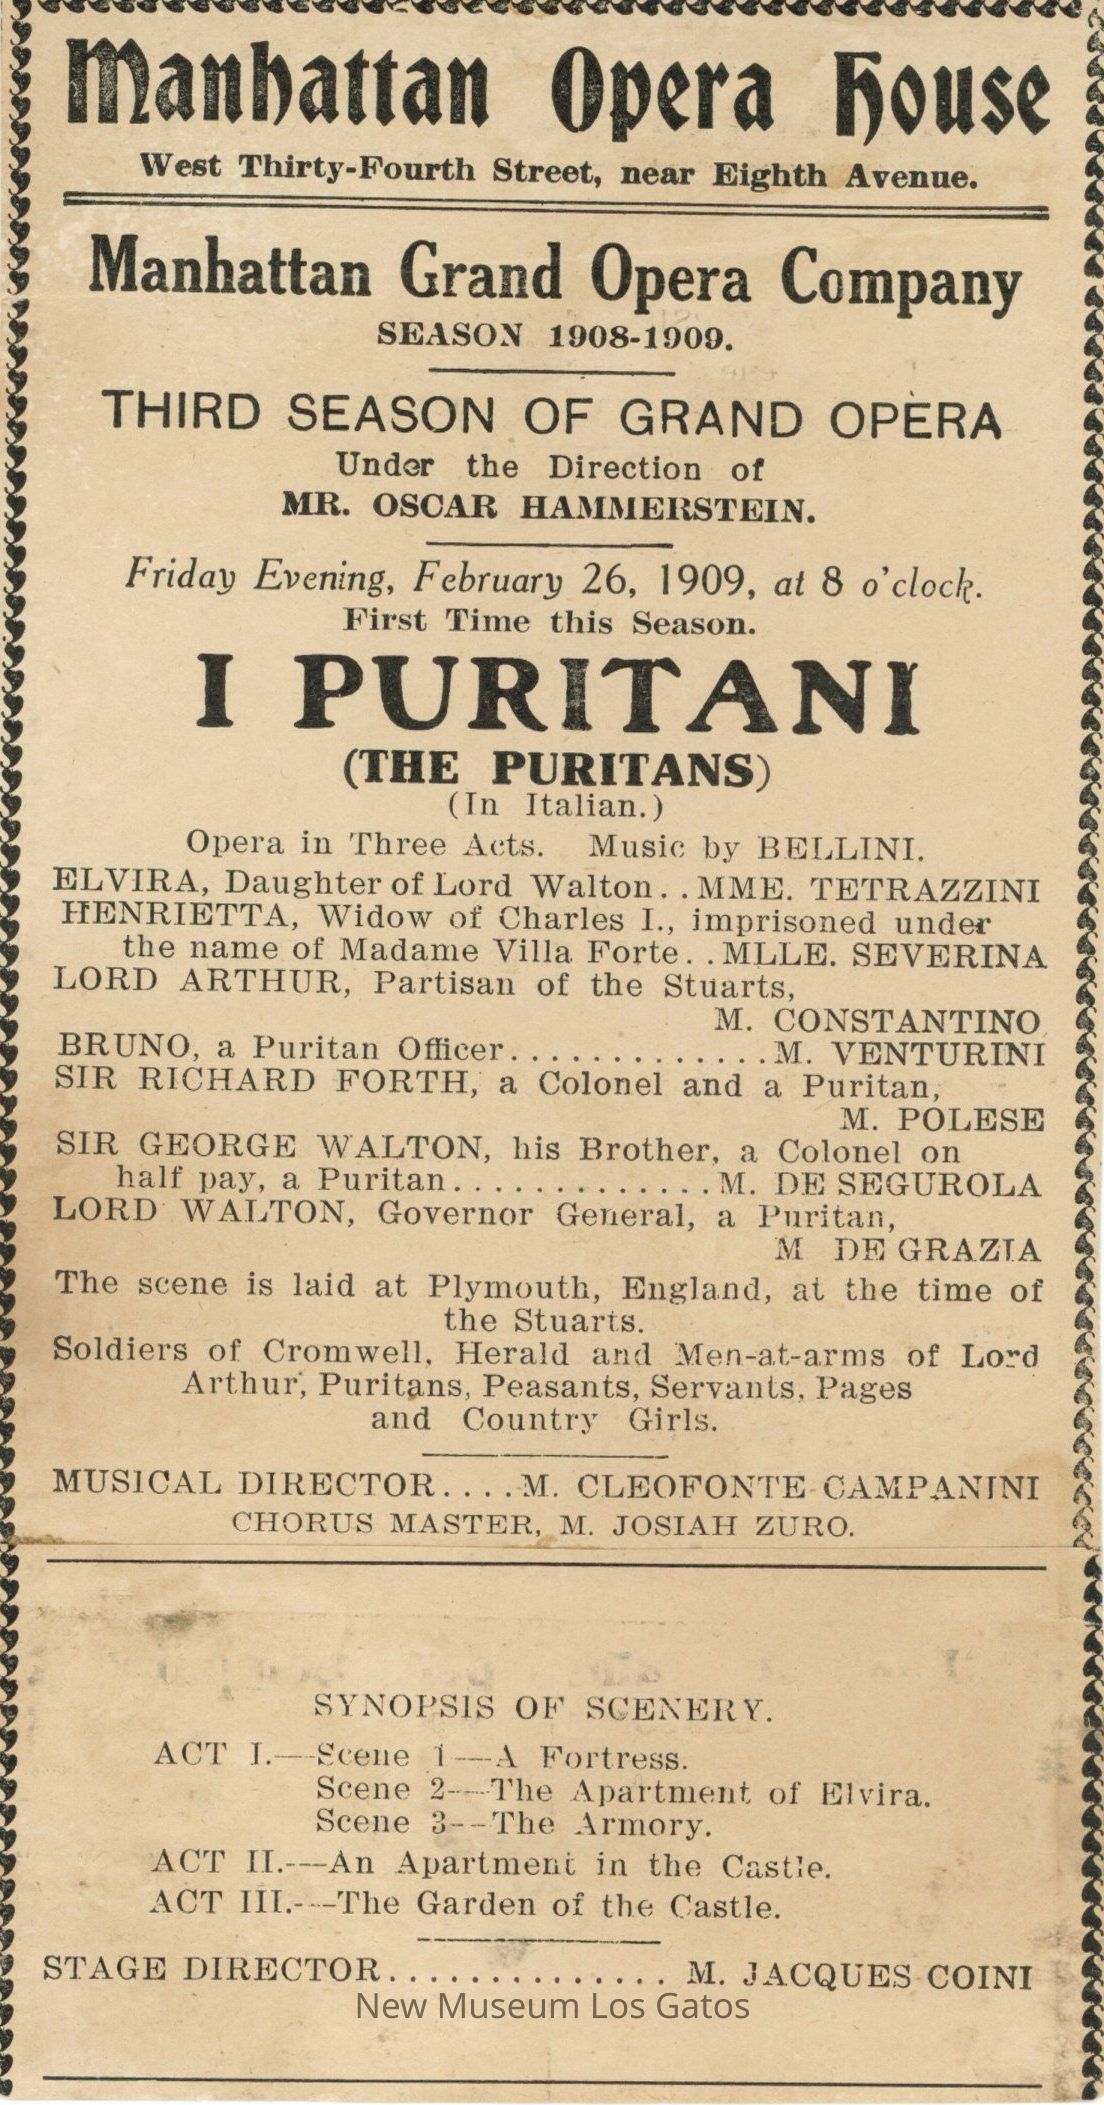 Manhattan Opera House
West Thirty-Fourth Street, near Eighth Avenue.
Manhattan Grand Opera Company
SEASON 1908-1909.
THIRD SEASON OF GRAND OPERA
Under the Direction of
MR. OSCAR HAMMERSTEIN.
Friday Evening, February 26, 1909, at 8 o'clock.
First Time this Season.
I PURITANI
(THE PURITANS)
(In Italian.)
Opera in Three Acts. Music by BELLINI.
ELVIRA, Daughter of Lord Walton. . MME. TETRAZZINI
HENRIETTA, Widow of Charles I., imprisoned under
the name of Madame Villa Forte. . MLLE. SEVERINA
LORD ARTHUR, Partisan of the Stuarts,
M. CONSTANTINO
BRUNO, a Puritan Officer. . . . . . . . . . . . . M. VENTURINI
SIR RICHARD FORTH, a Colonel and a Puritan,
M. POLESE
SIR GEORGE WALTON, his Brother, a Colonel on
half pay, a Puritan. . . . . . . . . . . . . M. DE SEGUROLA
LORD WALTON, Governor General, a Puritan,
M DE GRAZIA
The scene is laid at Plymouth, England, at the time of
the Stuarts.
Soldiers of Cromwell, Herald and Men-at-arms of Lord
Arthur, Puritans, Peasants, Servants, Pages
and Country Girls.
MUSICAL DIRECTOR. . . . M. CLEOFONTE CAMPANINI
CHORUS MASTER, M. JOSIAH ZURO.
SYNOPSIS OF SCENERY.
ACT I.—Scene 1—A Fortress.
Scene 2—The Apartment of Elvira.
Scene 3—The Armory.
ACT II.—An Apartment in the Castle.
ACT III.—The Garden of the Castle.
STAGE DIRECTOR. . . . . . . . . . . . . . M. JACQUES COINI
New Museum Los Gatos